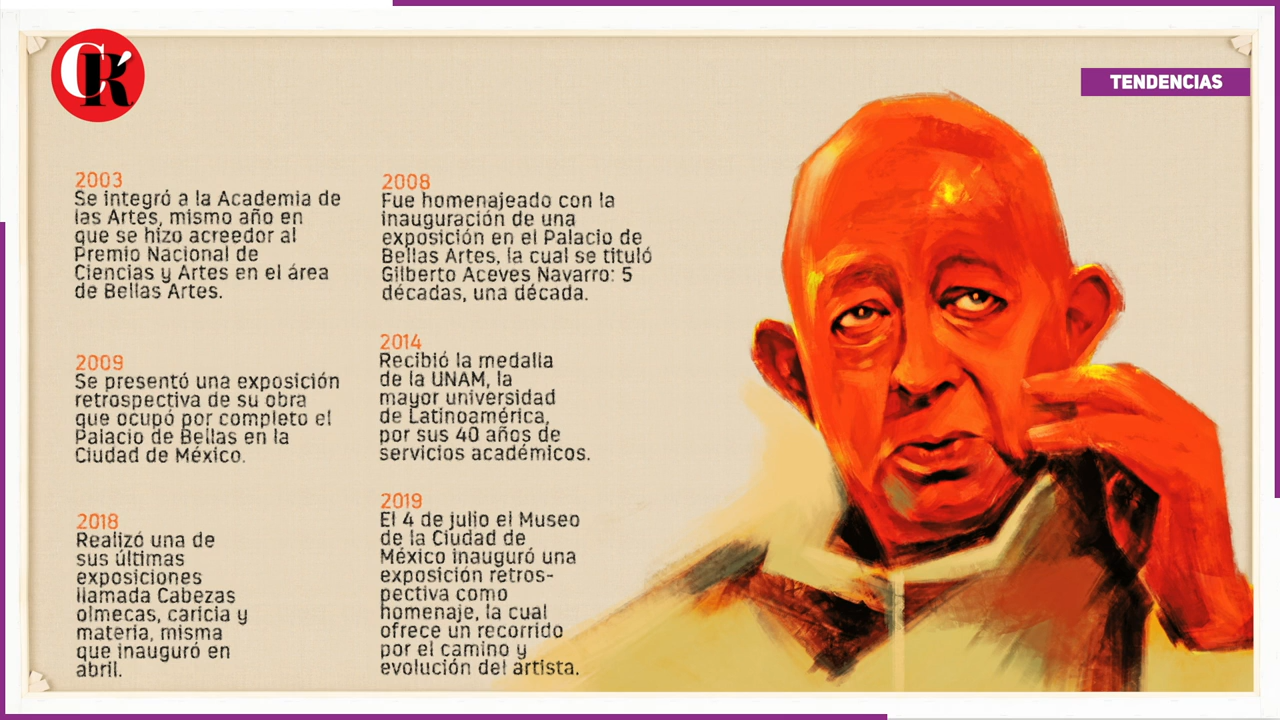 CR
TENDENCIAS
2003
Se integró a la Academia de
las Artes, mismo año en
que se hizo acreedor al
Premio Nacional de
Ciencias y Artes en el área
de Bellas Artes.
2008
Fue homenajeado con la
inauguración de una
exposición en el Palacio de
Bellas Artes, la cual se tituló
Gilberto Aceves Navarro: 5
décadas, una década.
2009
Se presentó una exposición
retrospectiva de su obra
que ocupó por completo el
Palacio de Bellas en la
Ciudad de México.
2014
Recibió la medalla
de la UNAM, la
mayor universidad
de Latinoamérica,
por sus 40 años de
servicios académicos.
2018
Realizó una de
sus últimas
exposiciones
llamada Cabezas
olmecas, caricia y
materia, misma
que inauguró en
abril.
2019
El 4 de julio el Museo
de la Ciudad de
México inauguró una
exposición retros-
pectiva como
homenaje, la cual
ofrece un recorrido
por el camino y
evolución del artista.